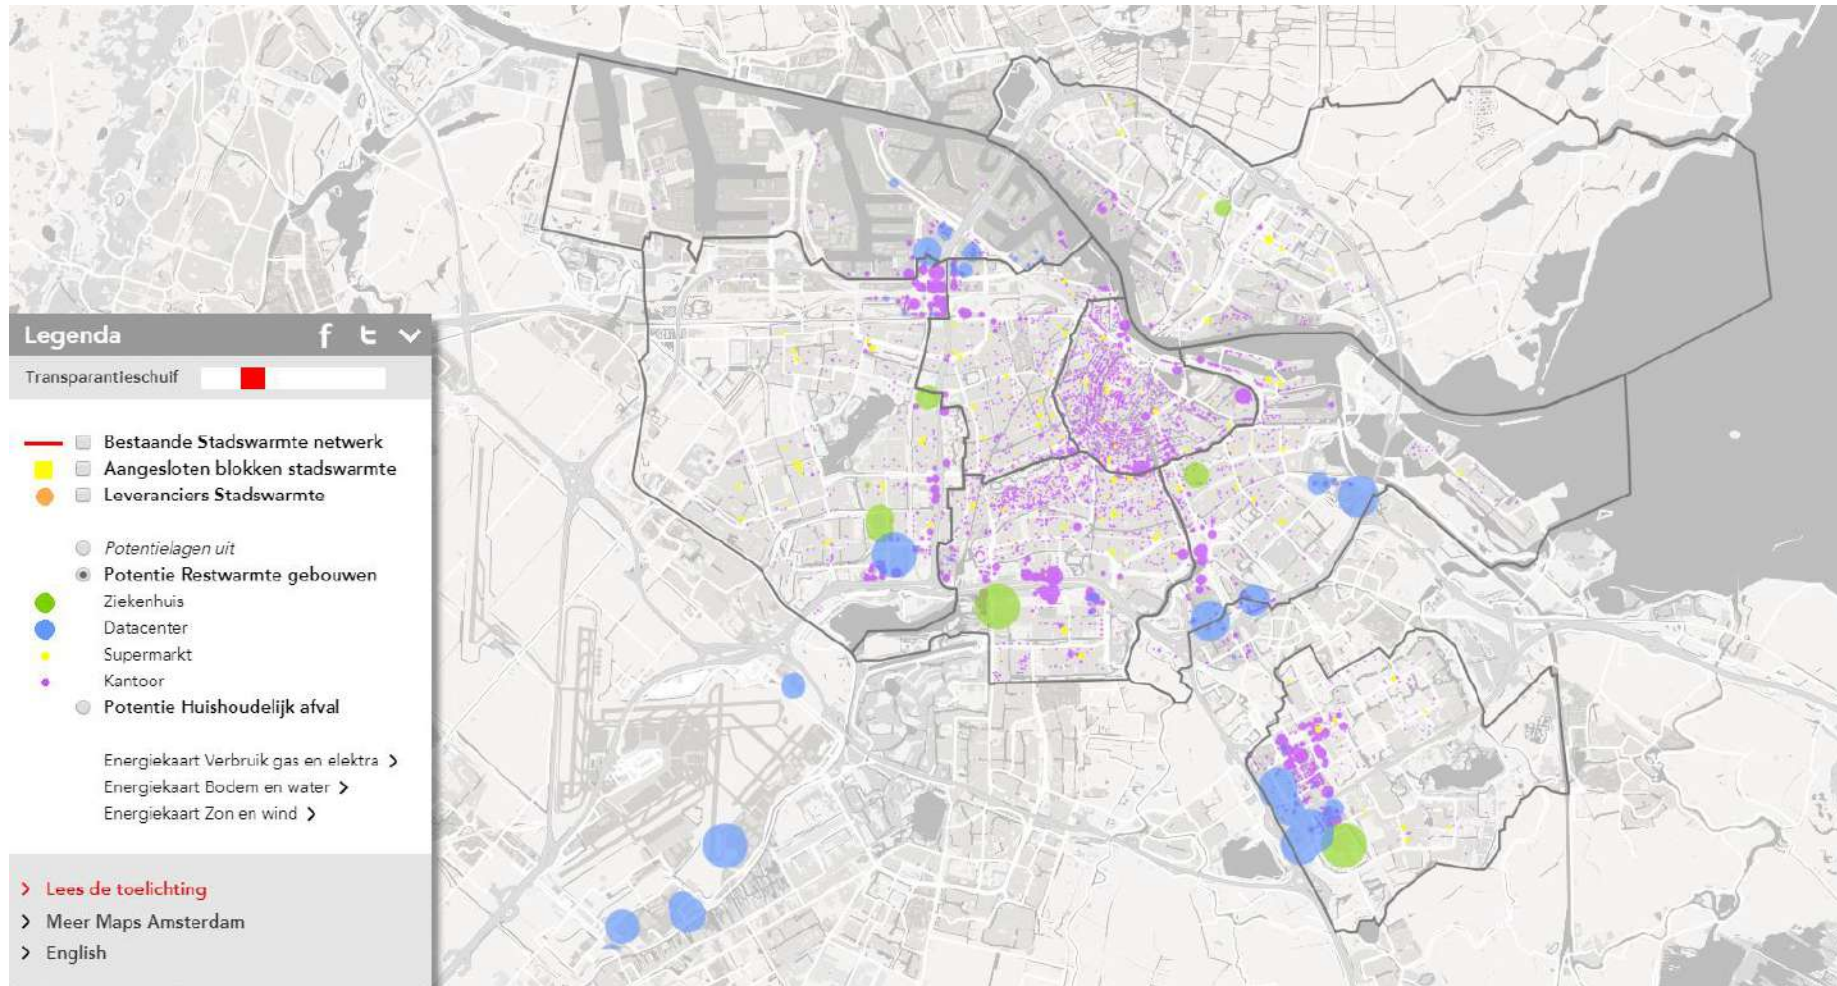 Legenda
Transparantieschuif
Bestaande Stadswarmte netwerk
Aangesloten blokken stadswarmte
Leveranciers Stadswarmte
Potentielagen uit
Potentie Restwarmte gebouwen
Ziekenhuis
Datacenter
Supermarkt
Kantoor
Potentie Huishoudelijk afval
Energiekaart Verbruik gas en elektra >
Energiekaart Bodem en water >
Energiekaart Zon en wind >
> Lees de toelichting
> Meer Maps Amsterdam
> English